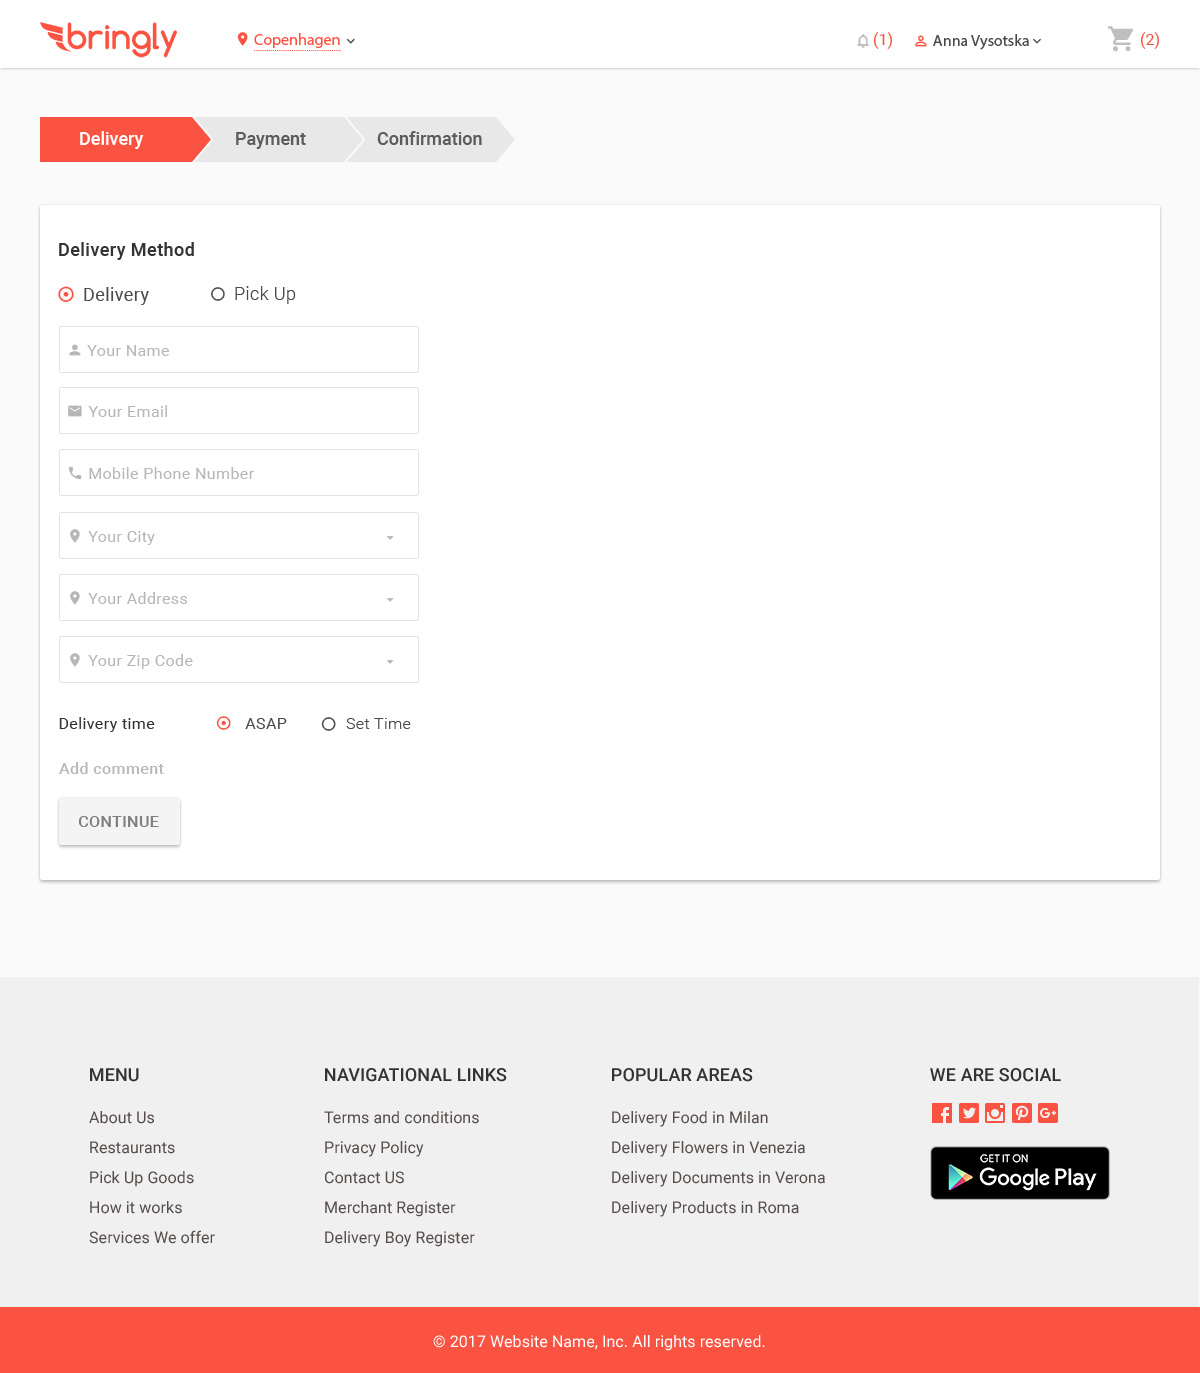 bringly
Copenhagen
(1)
Anna Vysotska
(2)
Delivery
Payment
Confirmation
Delivery Method
Delivery
Pick Up
Your Name
Your Email
Mobile Phone Number
Your City
Your Address
Your Zip Code
Delivery time
ASAP
Set Time
Add comment
CONTINUE
MENU
About Us
Restaurants
Pick Up Goods
How it works
Services We offer
NAVIGATIONAL LINKS
Terms and conditions
Privacy Policy
Contact US
Merchant Register
Delivery Boy Register
POPULAR AREAS
Delivery Food in Milan
Delivery Flowers in Venezia
Delivery Documents in Verona
Delivery Products in Roma
WE ARE SOCIAL
GET IT ON
Google Play
© 2017 Website Name, Inc. All rights reserved.